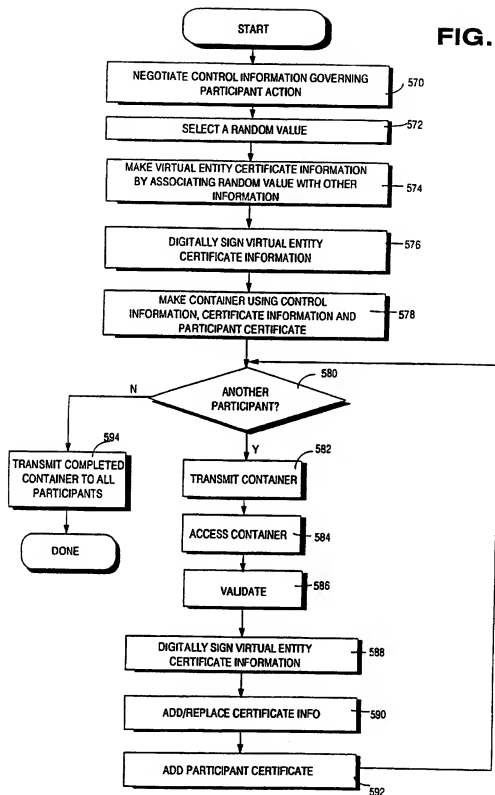 START
FIG.
NEGOTIATE CONTROL INFORMATION GOVERNING
PARTICIPANT ACTION
570
SELECT A RANDOM VALUE
572
MAKE VIRTUAL ENTITY CERTIFICATE INFORMATION
BY ASSOCIATING RANDOM VALUE WITH OTHER
INFORMATION
574
DIGITALLY SIGN VIRTUAL ENTITY
CERTIFICATE INFORMATION
576
MAKE CONTAINER USING CONTROL
INFORMATION, CERTIFICATE INFORMATION AND
PARTICIPANT CERTIFICATE
578
580
N
ANOTHER
PARTICIPANT?
Y
594
TRANSMIT COMPLETED
CONTAINER TO ALL
PARTICIPANTS
DONE
582
TRANSMIT CONTAINER
ACCESS CONTAINER
584
VALIDATE
586
DIGITALLY SIGN VIRTUAL ENTITY
CERTIFICATE INFORMATION
588
ADD/REPLACE CERTIFICATE INFO
590
ADD PARTICIPANT CERTIFICATE
592